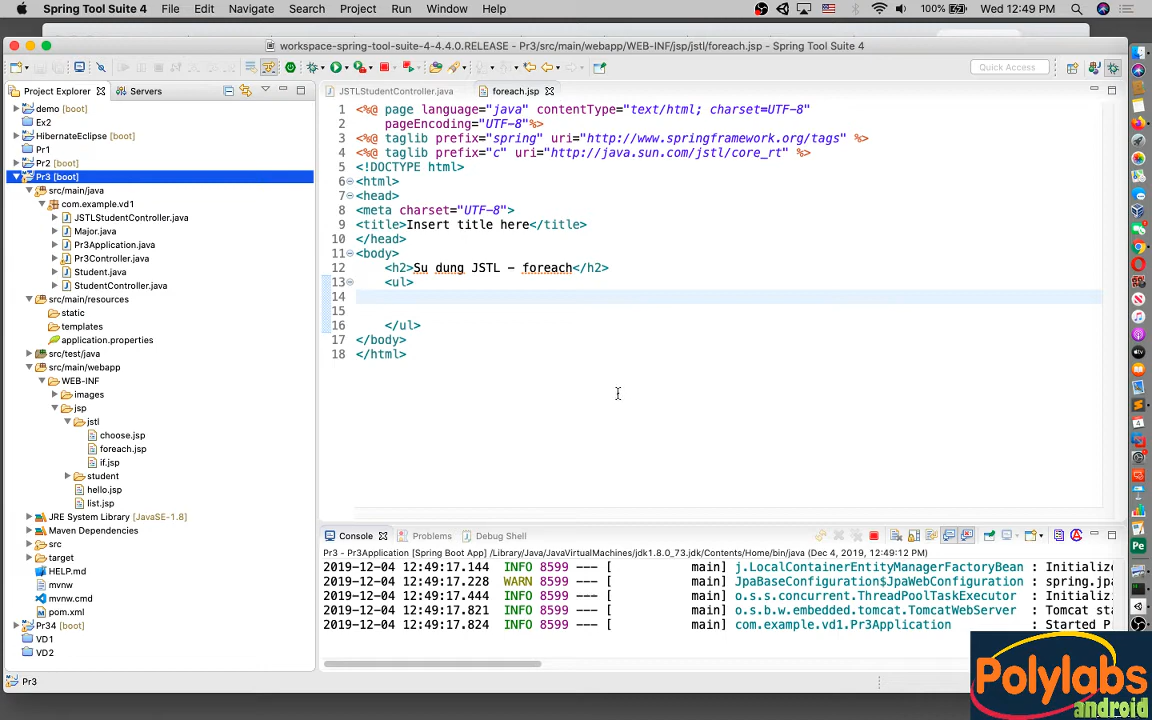 Spring Tool Suite 4 File Edit Navigate Search Project Run Window Help 100% Wed 12:49 PM
workspace-spring-tool-suite-4-4.4.0.RELEASE - Pr3/src/main/webapp/WEB-INF/jsp/jstl/foreach.jsp - Spring Tool Suite 4
Quick Access
Project Explorer Servers
demo [boot]
Ex2
HibernateEclipse [boot]
Pr1
Pr2 [boot]
Pr3 [boot]
src/main/java
com.example.vd1
JSTLStudentController.java
Major.java
Pr3Application.java
Pr3Controller.java
Student.java
StudentController.java
src/main/resources
static
templates
application.properties
src/test/java
src/main/webapp
WEB-INF
images
jsp
jstl
choose.jsp
foreach.jsp
if.jsp
student
hello.jsp
list.jsp
JRE System Library [JavaSE-1.8]
Maven Dependencies
src
target
HELP.md
mvnw
mvnw.cmd
pom.xml
Pr34 [boot]
VD1
VD2
Pr3
JSTLStudentController.java foreach.jsp
1 <%@ page language="java" contentType="text/html; charset=UTF-8"
2 pageEncoding="UTF-8"%>
3 <%@ taglib prefix="spring" uri="http://www.springframework.org/tags" %>
4 <%@ taglib prefix="c" uri="http://java.sun.com/jstl/core_rt" %>
5 <!DOCTYPE html>
6 <html>
7 <head>
8 <meta charset="UTF-8">
9 <title>Insert title here</title>
10 </head>
11 <body>
12 <h2>Su dung JSTL - foreach</h2>
13 <ul>
14
15
16 </ul>
17 </body>
18 </html>
Console Problems Debug Shell
Pr3 - Pr3Application [Spring Boot App] /Library/Java/JavaVirtualMachines/jdk1.8.0_73.jdk/Contents/Home/bin/java (Dec 4, 2019, 12:49:12 PM)
2019-12-04 12:49:17.144 INFO 8599 --- [ main] j.LocalContainerEntityManagerFactoryBean : Initializ
2019-12-04 12:49:17.228 WARN 8599 --- [ main] JpaBaseConfiguration$JpaWebConfiguration : spring.jpa
2019-12-04 12:49:17.444 INFO 8599 --- [ main] o.s.s.concurrent.ThreadPoolTaskExecutor : Initializ
2019-12-04 12:49:17.821 INFO 8599 --- [ main] o.s.b.w.embedded.tomcat.TomcatWebServer : Tomcat sta
2019-12-04 12:49:17.824 INFO 8599 --- [ main] com.example.vd1.Pr3Application : Started P
Polylabs
android